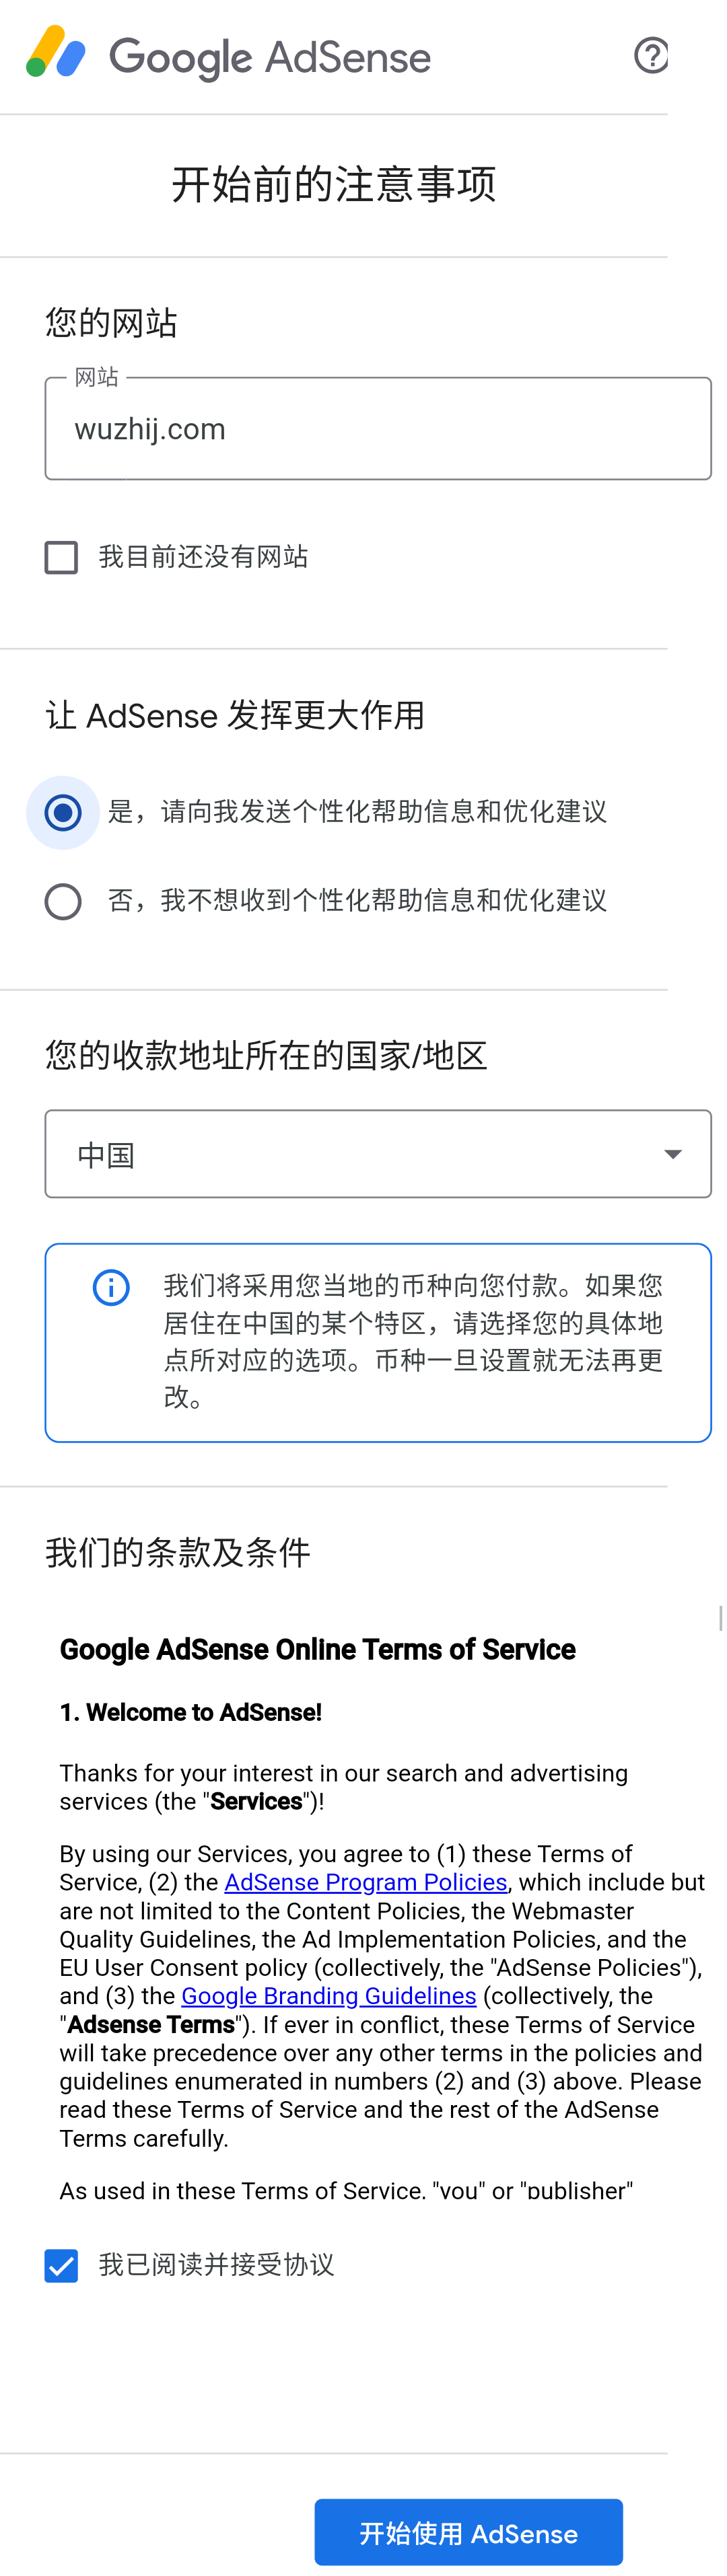 Google AdSense
开始前的注意事项
您的网站
网站
wuzhij.com
我目前还没有网站
让 AdSense 发挥更大作用
是，请向我发送个性化帮助信息和优化建议
否，我不想收到个性化帮助信息和优化建议
您的收款地址所在的国家/地区
中国
我们将采用您当地的币种向您付款。如果您
居住在中国的某个特区，请选择您的具体地
点所对应的选项。币种一旦设置就无法再更
改。
我们的条款及条件
Google AdSense Online Terms of Service
1. Welcome to AdSense!
Thanks for your interest in our search and advertising
services (the "Services")!
By using our Services, you agree to (1) these Terms of
Service, (2) the AdSense Program Policies, which include but
are not limited to the Content Policies, the Webmaster
Quality Guidelines, the Ad Implementation Policies, and the
EU User Consent policy (collectively, the "AdSense Policies"),
and (3) the Google Branding Guidelines (collectively, the
"Adsense Terms"). If ever in conflict, these Terms of Service
will take precedence over any other terms in the policies and
guidelines enumerated in numbers (2) and (3) above. Please
read these Terms of Service and the rest of the AdSense
Terms carefully.
As used in these Terms of Service, "you" or "publisher"
我已阅读并接受协议
开始使用 AdSense